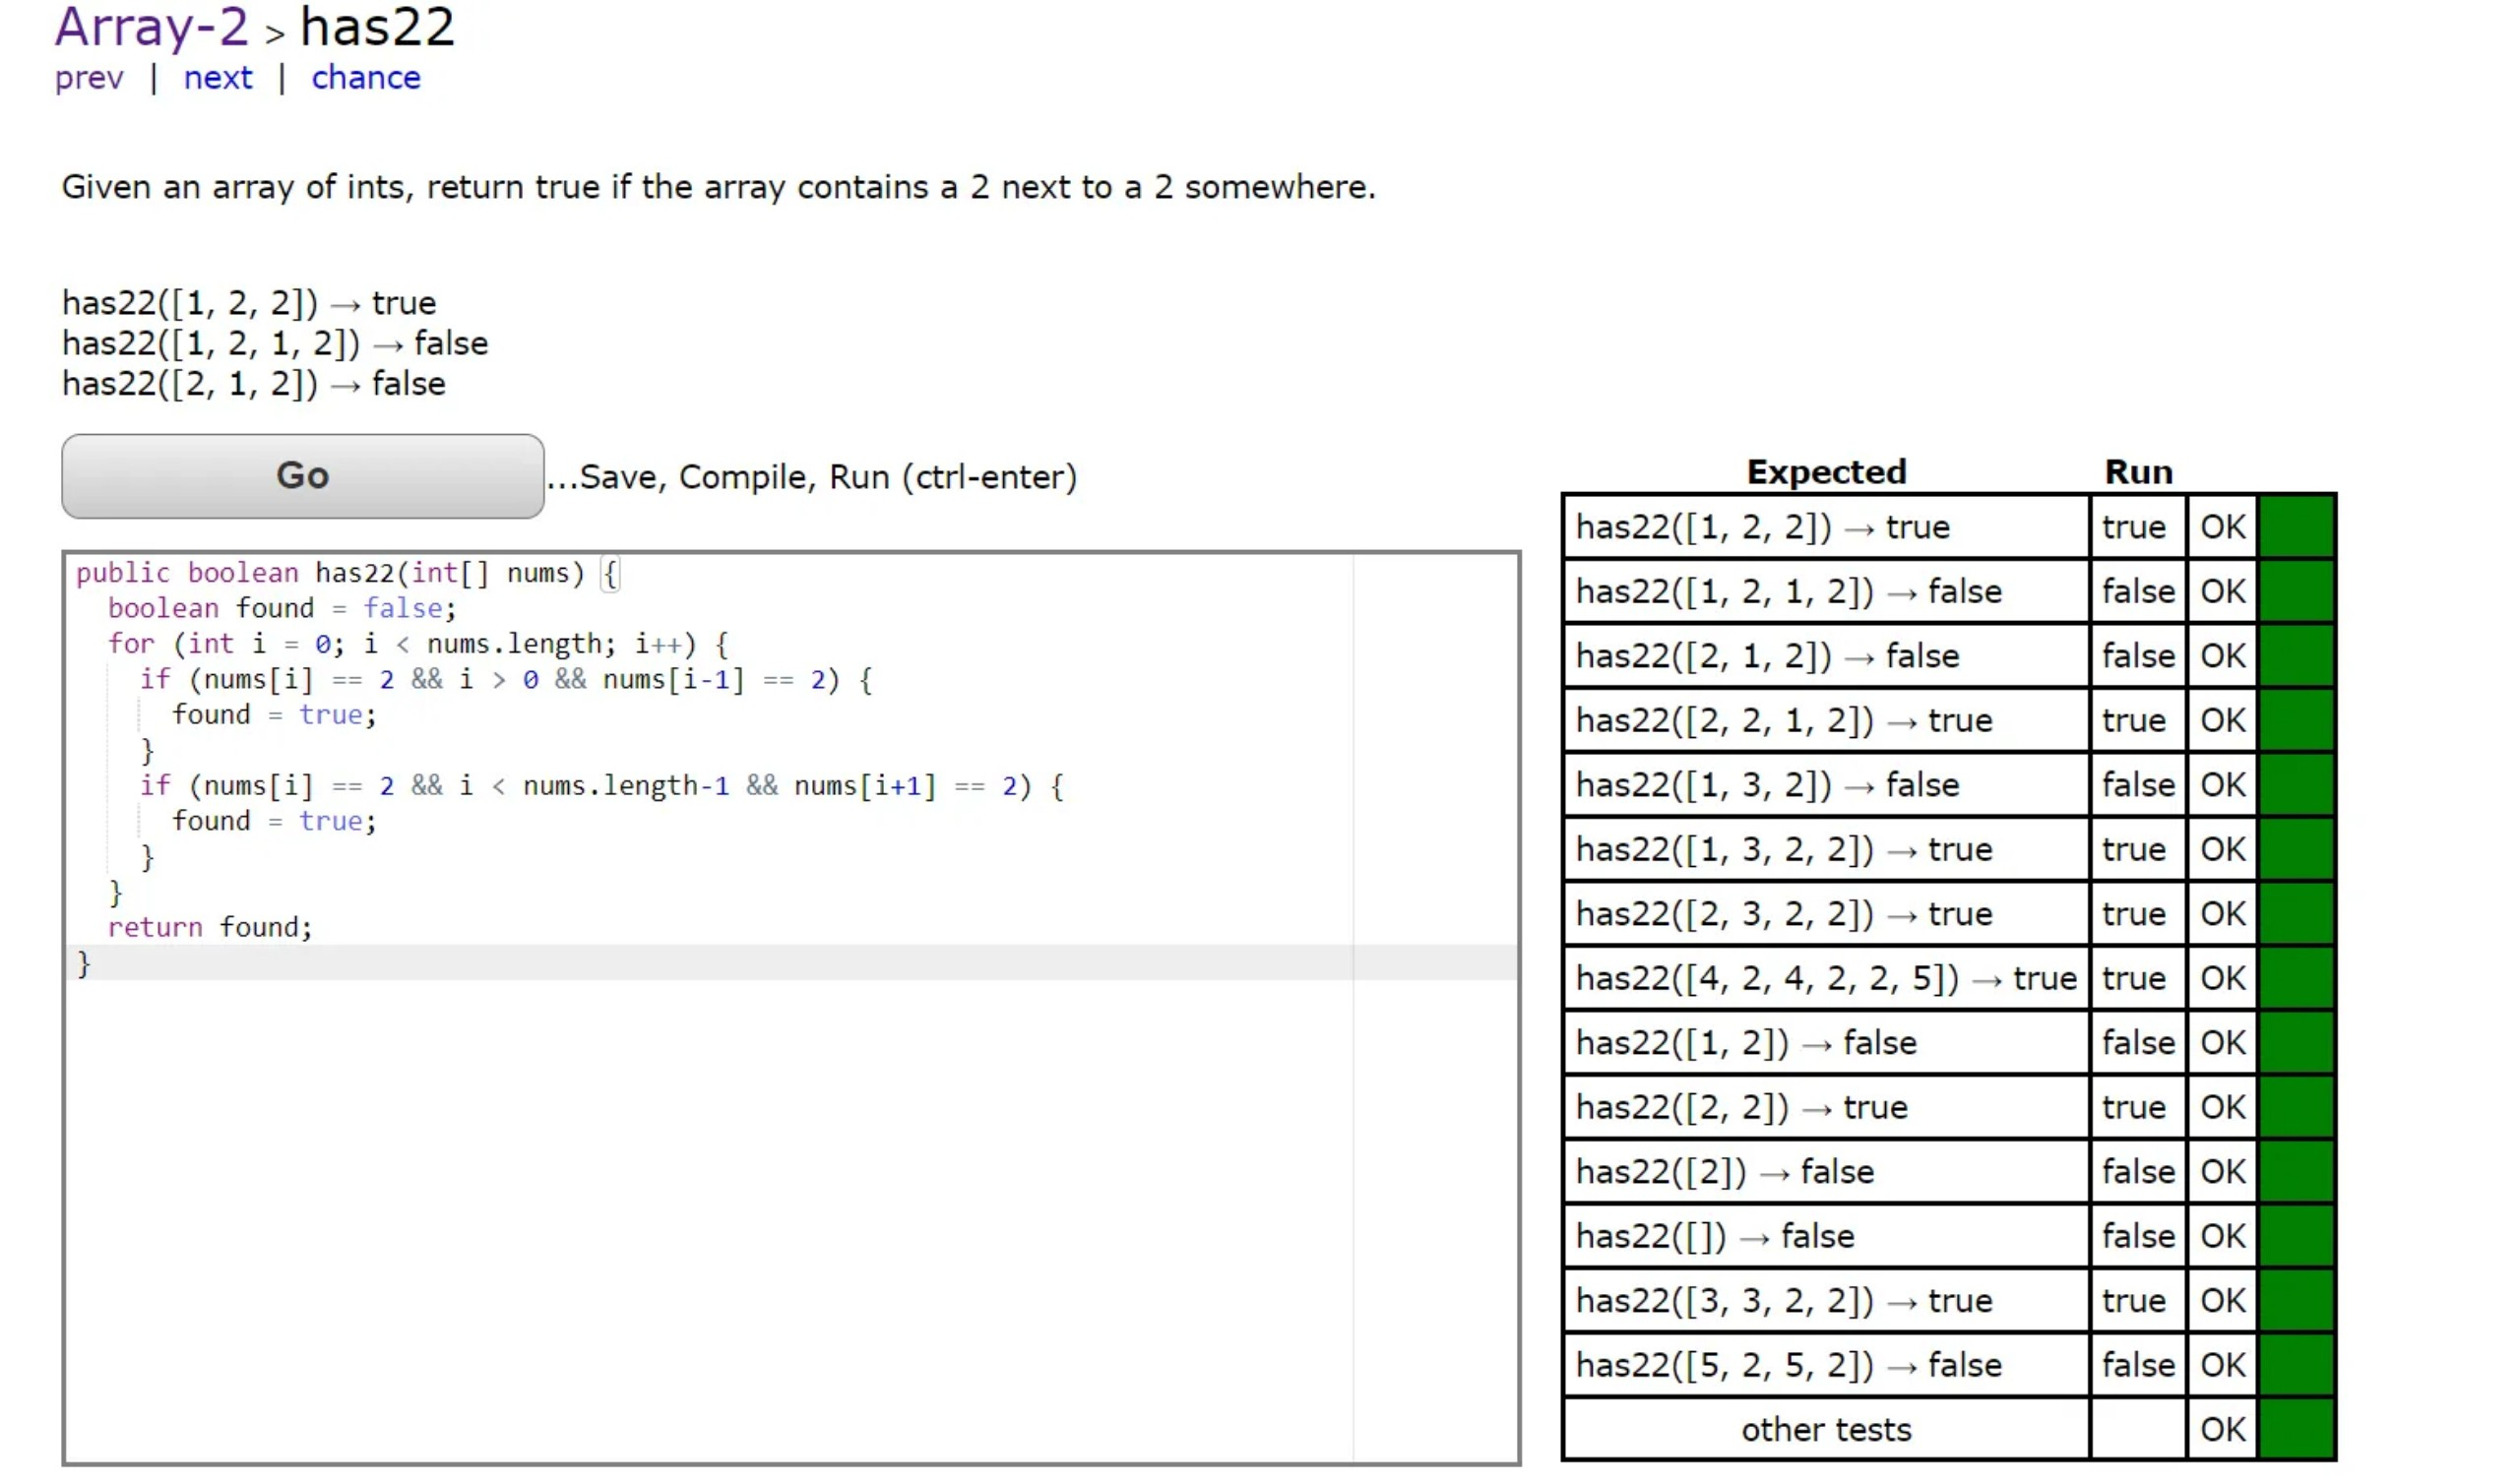 Array-2 > has22
prev | next | chance
Given an array of ints, return true if the array contains a 2 next to a 2 somewhere.
has22([1, 2, 2]) → true
has22([1, 2, 1, 2]) → false
has22([2, 1, 2]) → false
Go ...Save, Compile, Run (ctrl-enter)
public boolean has22(int[] nums) {
  boolean found = false;
  for (int i = 0; i < nums.length; i++) {
    if (nums[i] == 2 && i > 0 && nums[i-1] == 2) {
      found = true;
    }
    if (nums[i] == 2 && i < nums.length-1 && nums[i+1] == 2) {
      found = true;
    }
  }
  return found;
}
Expected Run
has22([1, 2, 2]) → true true OK
has22([1, 2, 1, 2]) → false false OK
has22([2, 1, 2]) → false false OK
has22([2, 2, 1, 2]) → true true OK
has22([1, 3, 2]) → false false OK
has22([1, 3, 2, 2]) → true true OK
has22([2, 3, 2, 2]) → true true OK
has22([4, 2, 4, 2, 2, 5]) → true true OK
has22([1, 2]) → false false OK
has22([2, 2]) → true true OK
has22([2]) → false false OK
has22([]) → false false OK
has22([3, 3, 2, 2]) → true true OK
has22([5, 2, 5, 2]) → false false OK
other tests OK